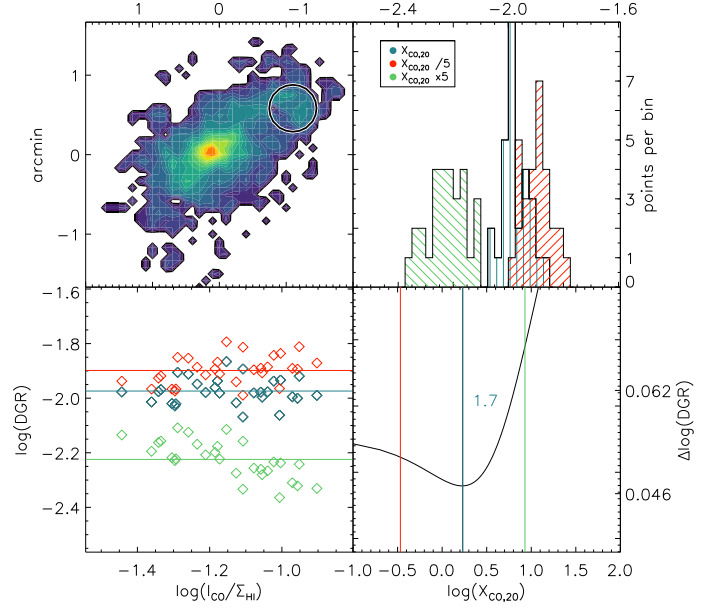 1 0 −1
−2.4 −2.0 −1.6
arcmin
1
0
−1
X_CO,20
X_CO,20 /5
X_CO,20 x5
7
5
3
1
0
points per bin
log(DGR)
−1.6
−1.8
−2.0
−2.2
−2.4
1.7
0.062
0.046
Δlog(DGR)
−1.4 −1.2 −1.0
−1.0 −0.5 0.0 0.5 1.0 1.5 2.0
log(I_CO/Σ_HI)
log(X_CO,20)